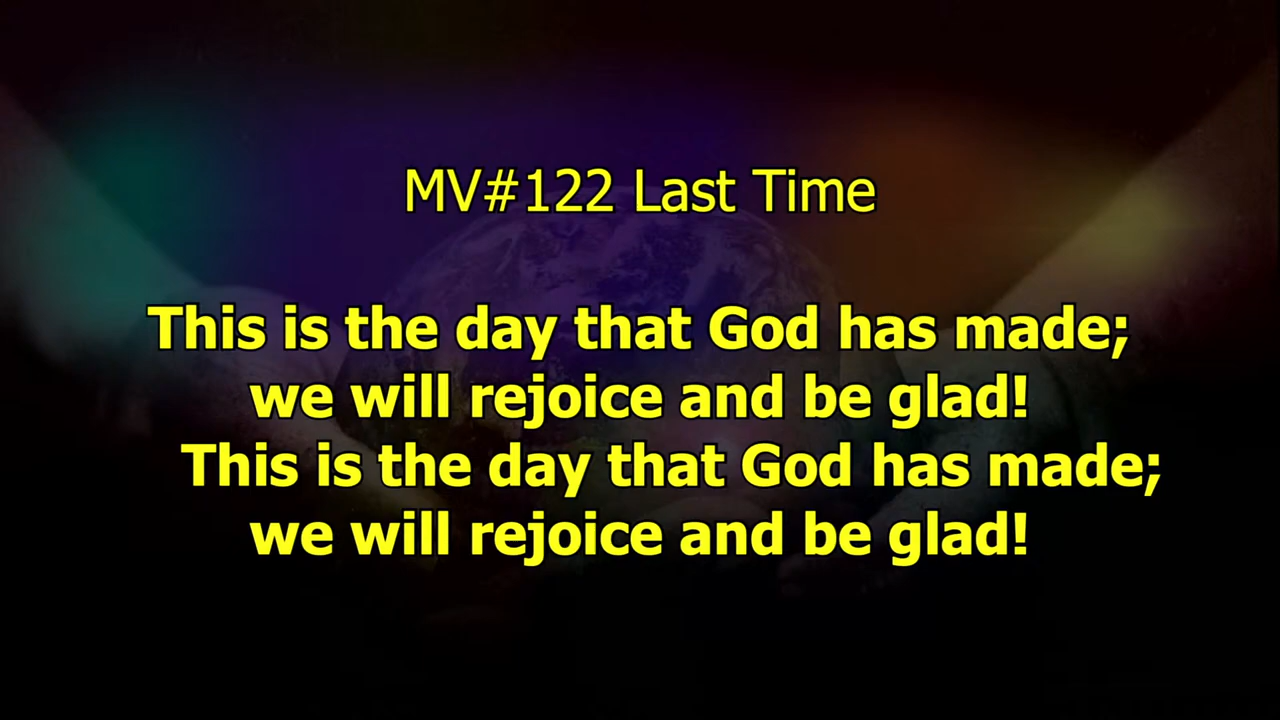 MV#122 Last Time
This is the day that God has made;
we will rejoice and be glad!
This is the day that God has made;
we will rejoice and be glad!